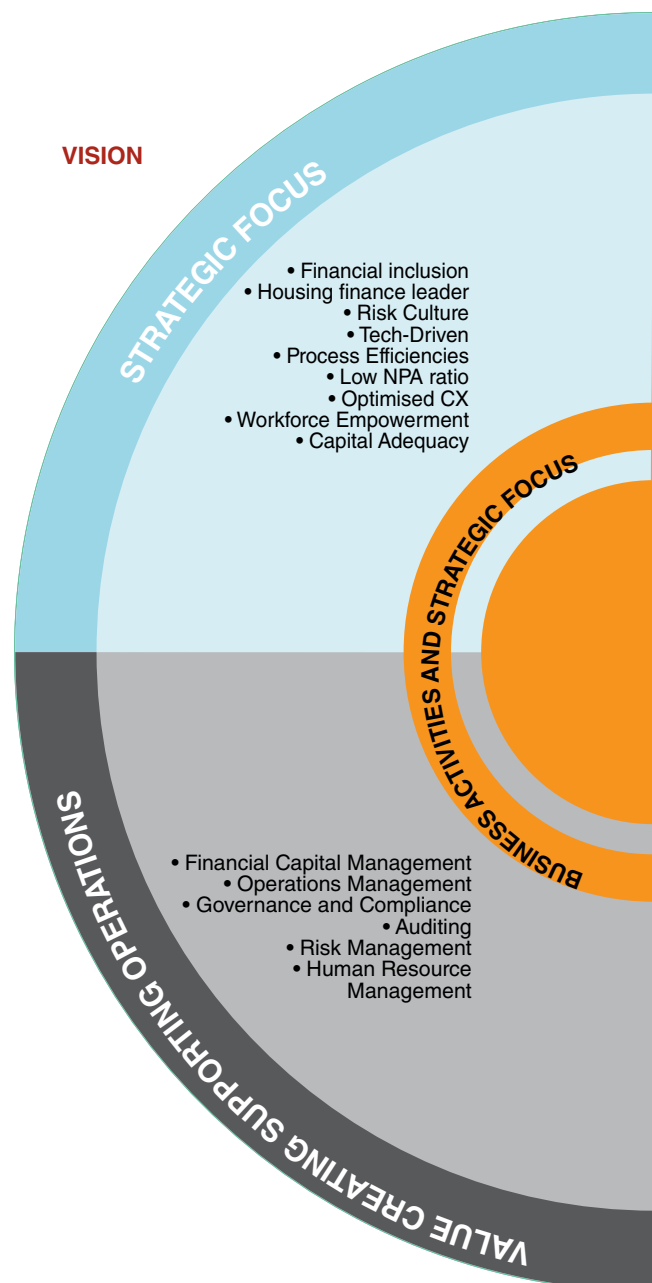 VISION
STRATEGIC FOCUS
• Financial inclusion
• Housing finance leader
• Risk Culture
• Tech-Driven
• Process Efficiencies
• Low NPA ratio
• Optimised CX
• Workforce Empowerment
• Capital Adequacy
BUSINESS ACTIVITIES AND STRATEGIC FOCUS
• Financial Capital Management
• Operations Management
• Governance and Compliance
• Auditing
• Risk Management
• Human Resource
Management
VALUE CREATING SUPPORTING OPERATIONS